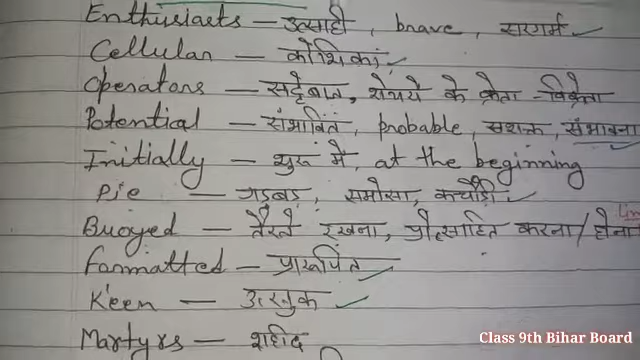 Enthusiasts – उत्साही, brave, सरगर्म
Cellular – कोशिका
Operators – सट्टेबाज, शेयरों के क्रेता-विक्रेता
Potential – संभावित, probable, सशक्त, संभावना
Initially – शुरू में, at the beginning
Pie – गड़बड़, समोसा, कचौड़ी
Buoyed – तैरते रखना, प्रोत्साहित करना/होना
Formatted – प्रारूपित
Keen – उत्सुक
Martyrs – शहीद
Class 9th Bihar Board